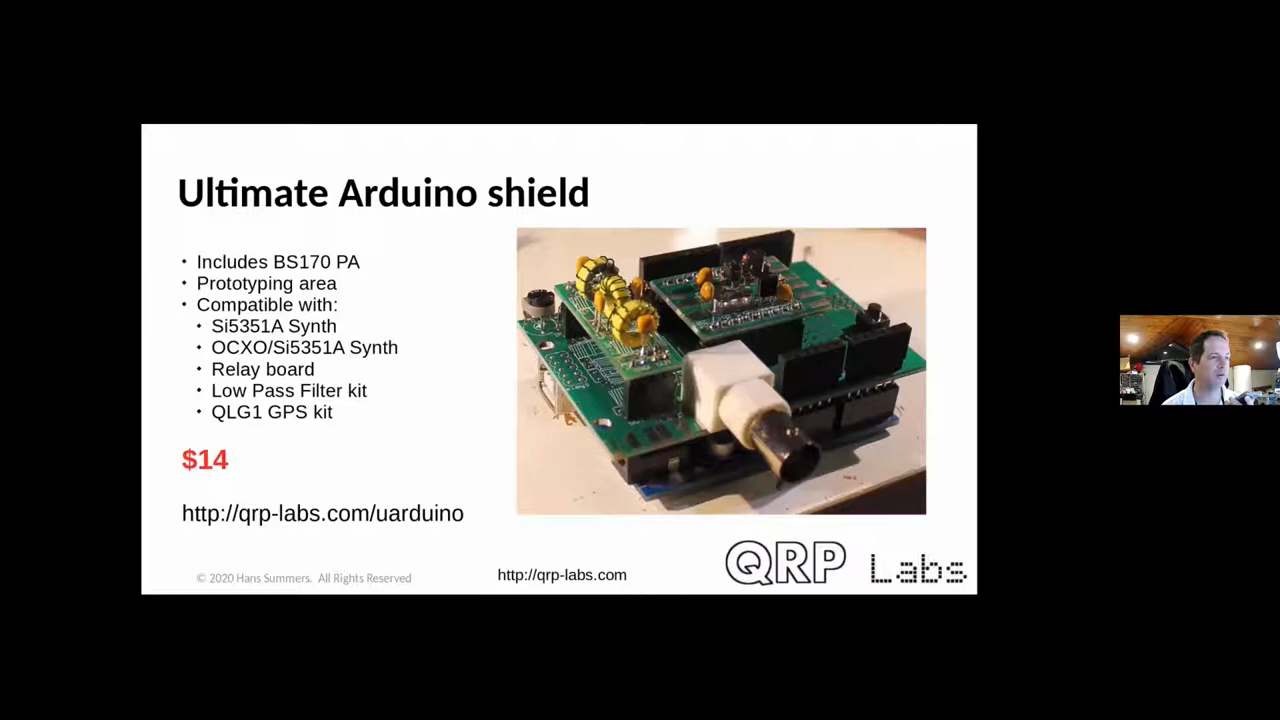 Ultimate Arduino shield
• Includes BS170 PA
• Prototyping area
• Compatible with:
• Si5351A Synth
• OCXO/Si5351A Synth
• Relay board
• Low Pass Filter kit
• QLG1 GPS kit
$14
http://qrp-labs.com/uarduino
© 2020 Hans Summers. All Rights Reserved
http://qrp-labs.com
QRP Labs